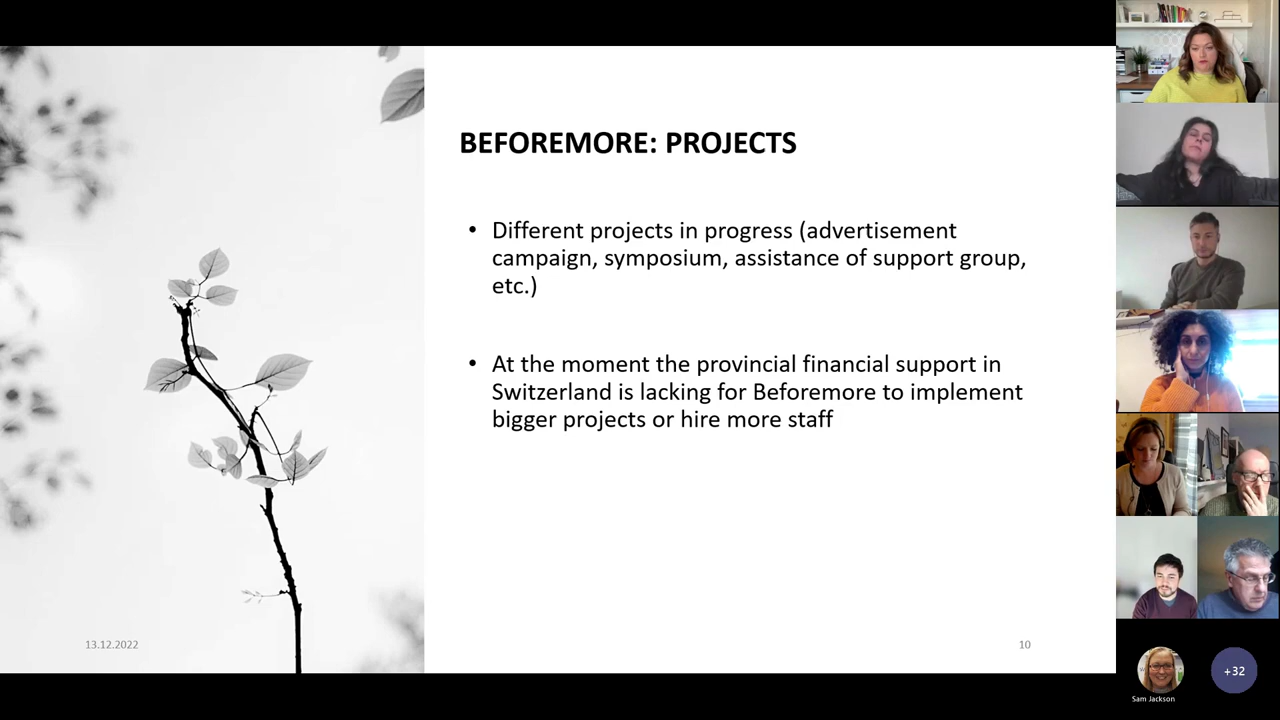 BEFOREMORE: PROJECTS
• Different projects in progress (advertisement
campaign, symposium, assistance of support group,
etc.)
• At the moment the provincial financial support in
Switzerland is lacking for Beforemore to implement
bigger projects or hire more staff
13.12.2022
10
Sam Jackson
+32